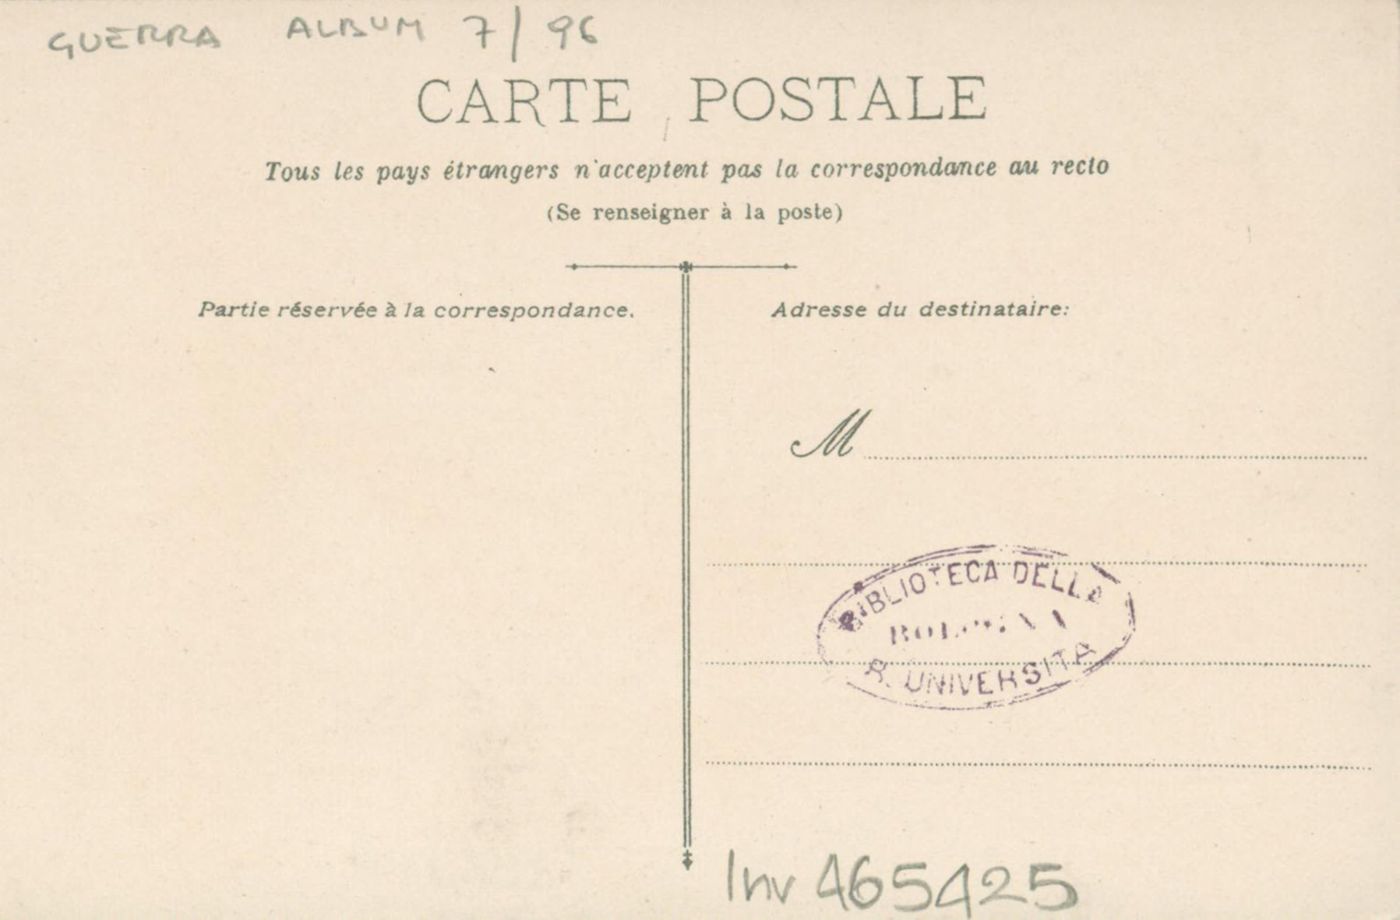 GUERRA ALBUM 7/96
CARTE POSTALE
Tous les pays étrangers n'acceptent pas la correspondance au recto
(Se renseigner à la poste)
Partie réservée à la correspondance.
Adresse du destinataire:
M
BIBLIOTECA DELLA
BOLOGNA
R. UNIVERSITA
Inv 465425